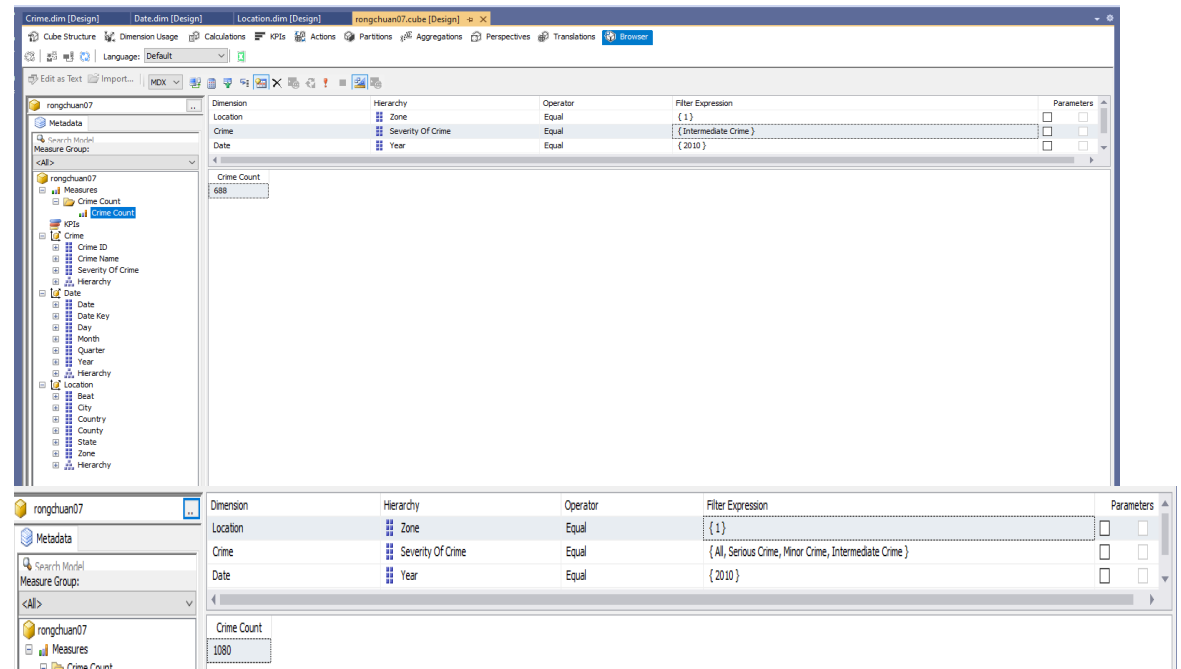 Crime.dim [Design] Date.dim [Design] Location.dim [Design] rongchuan07.cube [Design]
Cube Structure Dimension Usage Calculations KPIs Actions Partitions Aggregations Perspectives Translations Browser
Language: Default
Edit as Text Import... MDX
rongchuan07 ..
Metadata
Search Model
Measure Group:
<All>
rongchuan07
Measures
Crime Count
Crime Count
KPIs
Crime
Crime ID
Crime Name
Severity Of Crime
Hierarchy
Date
Date
Date Key
Day
Month
Quarter
Year
Hierarchy
Location
Beat
City
Country
County
State
Zone
Hierarchy
Dimension Hierarchy Operator Filter Expression Parameters
Location Zone Equal { 1 }
Crime Severity Of Crime Equal { Intermediate Crime }
Date Year Equal { 2010 }
Crime Count
688
rongchuan07 ..
Metadata
Search Model
Measure Group:
<All>
rongchuan07
Measures
Crime Count
Dimension Hierarchy Operator Filter Expression Parameters
Location Zone Equal { 1 }
Crime Severity Of Crime Equal { All, Serious Crime, Minor Crime, Intermediate Crime }
Date Year Equal { 2010 }
Crime Count
1080